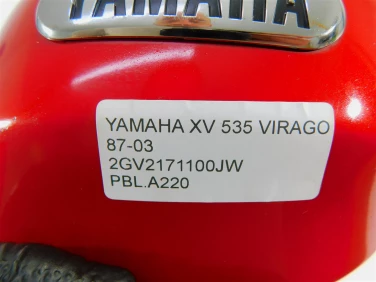 YAMAHA
YAMAHA XV 535 VIRAGO
87-03
2GV2171100JW
PBL.A220